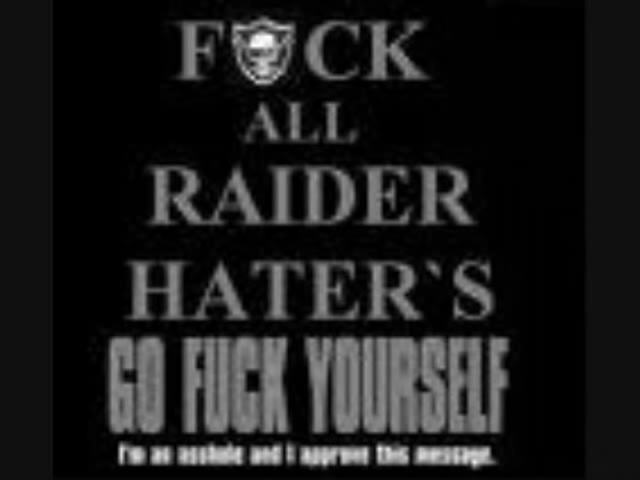 F CK
ALL
RAIDER
HATER`S
GO FUCK YOURSELF
I'm an asshole and I approve this message.